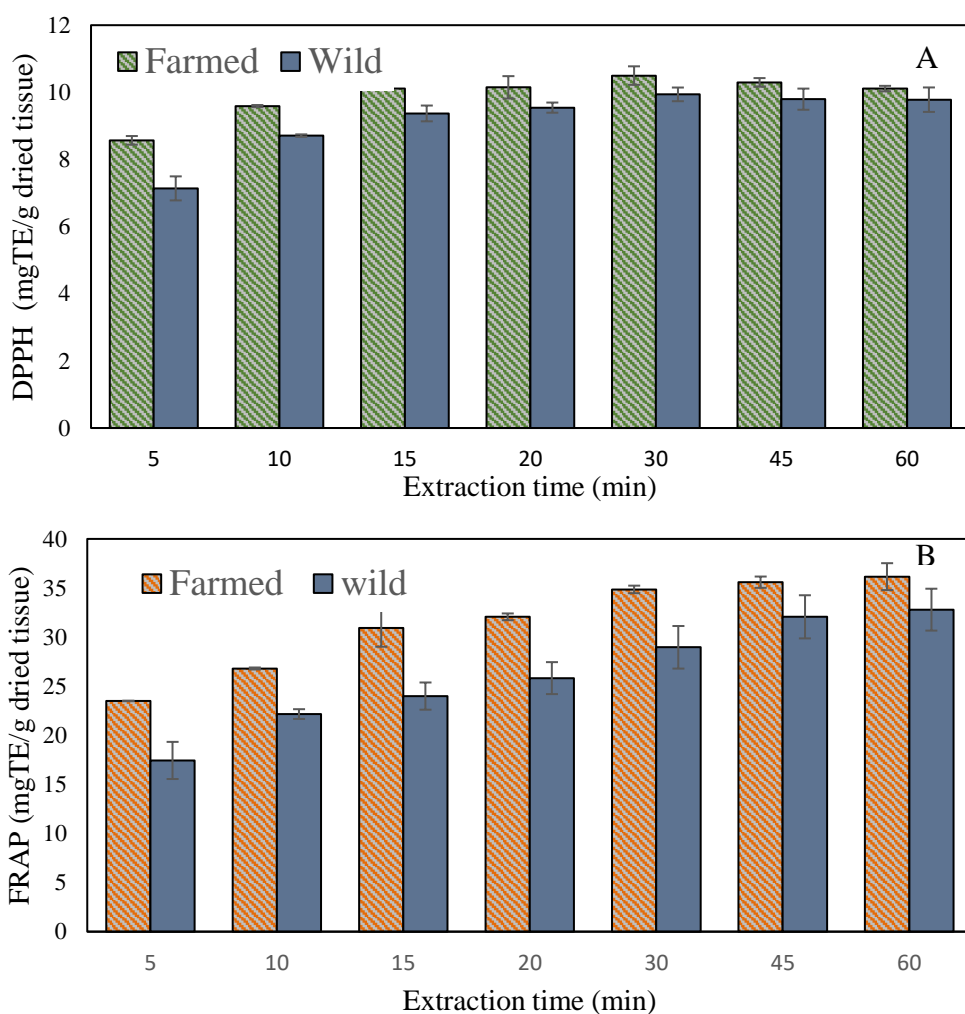 12
A
Farmed Wild
10
8
6
4
2
0
DPPH (mgTE/g dried tissue)
5 10 15 20 30 45 60
Extraction time (min)
40
B
Farmed wild
35
30
25
20
15
10
5
0
FRAP (mgTE/g dried tissue)
5 10 15 20 30 45 60
Extraction time (min)